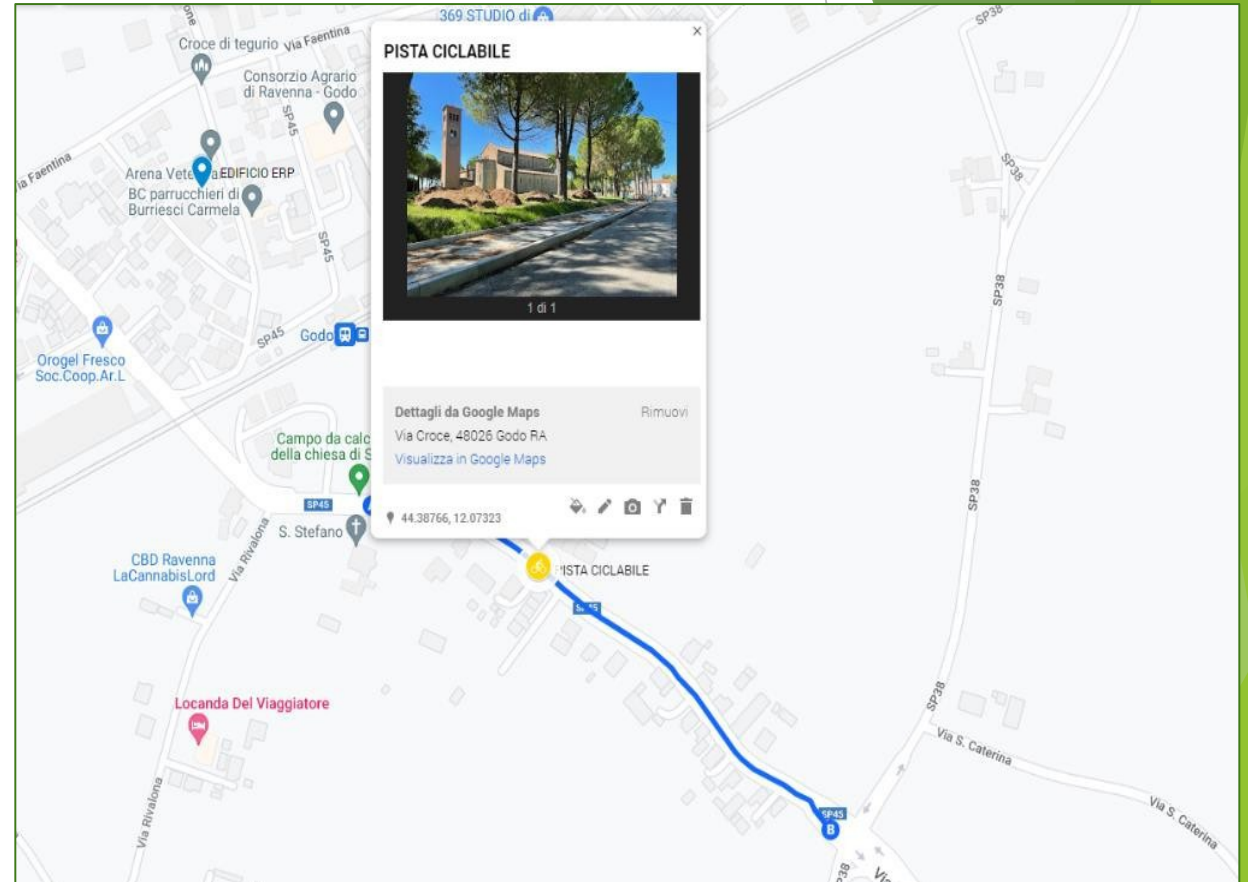 369 STUDIO di
SP38
Croce di tegurio
Via Faentina
PISTA CICLABILE
Consorzio Agrario
di Ravenna - Godo
SP45
ia Faentina
Arena Vete
EDIFICIO ERP
BC parrucchieri di
Burriesci Carmela
SP38
SP45
SP38
1 di 1
SP45
Godo
Orogel Fresco
Soc.Coop.Ar.L
Dettagli da Google Maps
Rimuovi
Via Croce, 48026 Godo RA
Visualizza in Google Maps
Campo da calc
della chiesa di S
SP38
SP45
44.38766, 12.07323
S. Stefano
Via Rivalona
CBD Ravenna
LaCannabisLord
PISTA CICLABILE
SP45
Locanda Del Viaggiatore
SP38
Via S. Caterina
Via Rivalona
Via S. Caterina
SP45
B
SP38